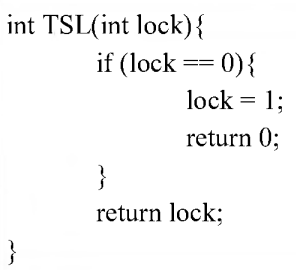 int TSL(int lock){
if (lock == 0){
lock = 1;
return 0;
}
return lock;
}